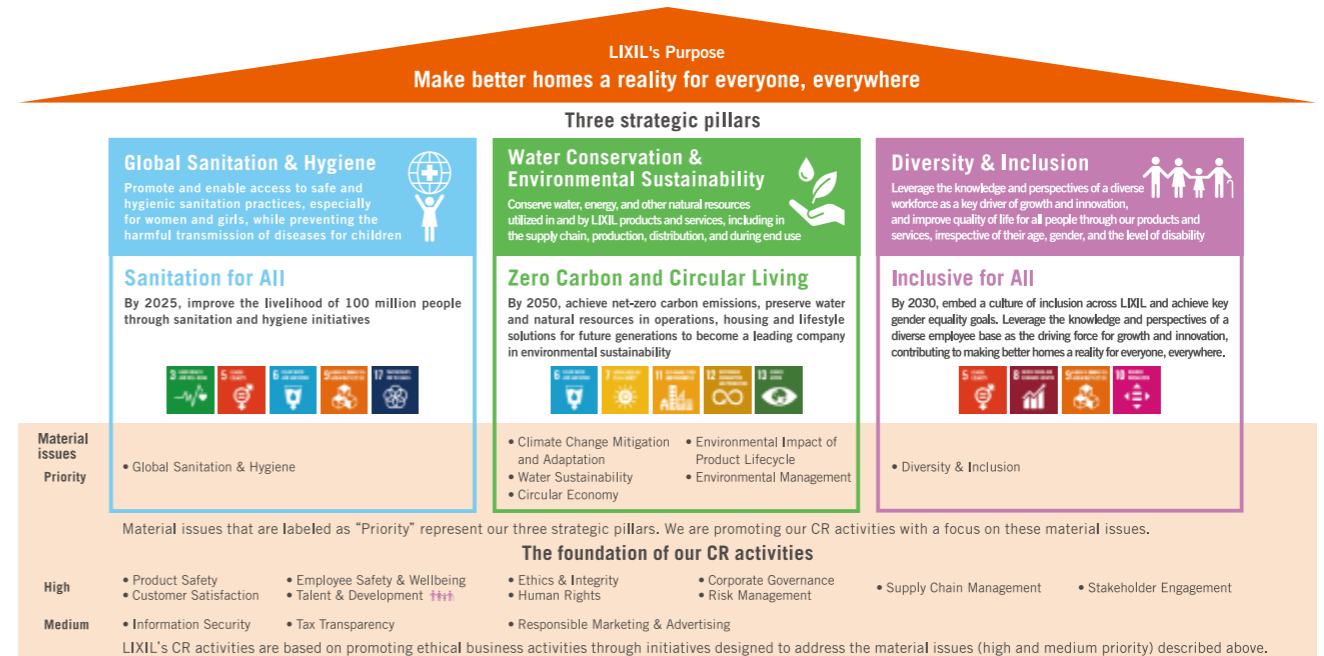 LIXIL's Purpose
Make better homes a reality for everyone, everywhere
Three strategic pillars
Global Sanitation & Hygiene
Promote and enable access to safe and
hygienic sanitation practices, especially
for women and girls, while preventing the
harmful transmission of diseases for children
Sanitation for All
By 2025, improve the livelihood of 100 million people
through sanitation and hygiene initiatives
3
5
6
9
17
Water Conservation &
Environmental Sustainability
Conserve water, energy, and other natural resources
utilized in and by LIXIL products and services, including in
the supply chain, production, distribution, and during end use
Zero Carbon and Circular Living
By 2050, achieve net-zero carbon emissions, preserve water
and natural resources in operations, housing and lifestyle
solutions for future generations to become a leading company
in environmental sustainability
6
7
11
12
13
Diversity & Inclusion
Leverage the knowledge and perspectives of a diverse
workforce as a key driver of growth and innovation,
and improve quality of life for all people through our products and
services, irrespective of their age, gender, and the level of disability
Inclusive for All
By 2030, embed a culture of inclusion across LIXIL and achieve key
gender equality goals. Leverage the knowledge and perspectives of a
diverse employee base as the driving force for growth and innovation,
contributing to making better homes a reality for everyone, everywhere.
5
8
9
10
Material
issues
Priority
• Global Sanitation & Hygiene
• Climate Change Mitigation
and Adaptation
• Water Sustainability
• Circular Economy
• Environmental Impact of
Product Lifecycle
• Environmental Management
• Diversity & Inclusion
Material issues that are labeled as “Priority” represent our three strategic pillars. We are promoting our CR activities with a focus on these material issues.
The foundation of our CR activities
High
• Product Safety
• Customer Satisfaction
• Employee Safety & Wellbeing
• Talent & Development
• Ethics & Integrity
• Human Rights
• Corporate Governance
• Risk Management
• Supply Chain Management
• Stakeholder Engagement
Medium
• Information Security
• Tax Transparency
• Responsible Marketing & Advertising
LIXIL's CR activities are based on promoting ethical business activities through initiatives designed to address the material issues (high and medium priority) described above.